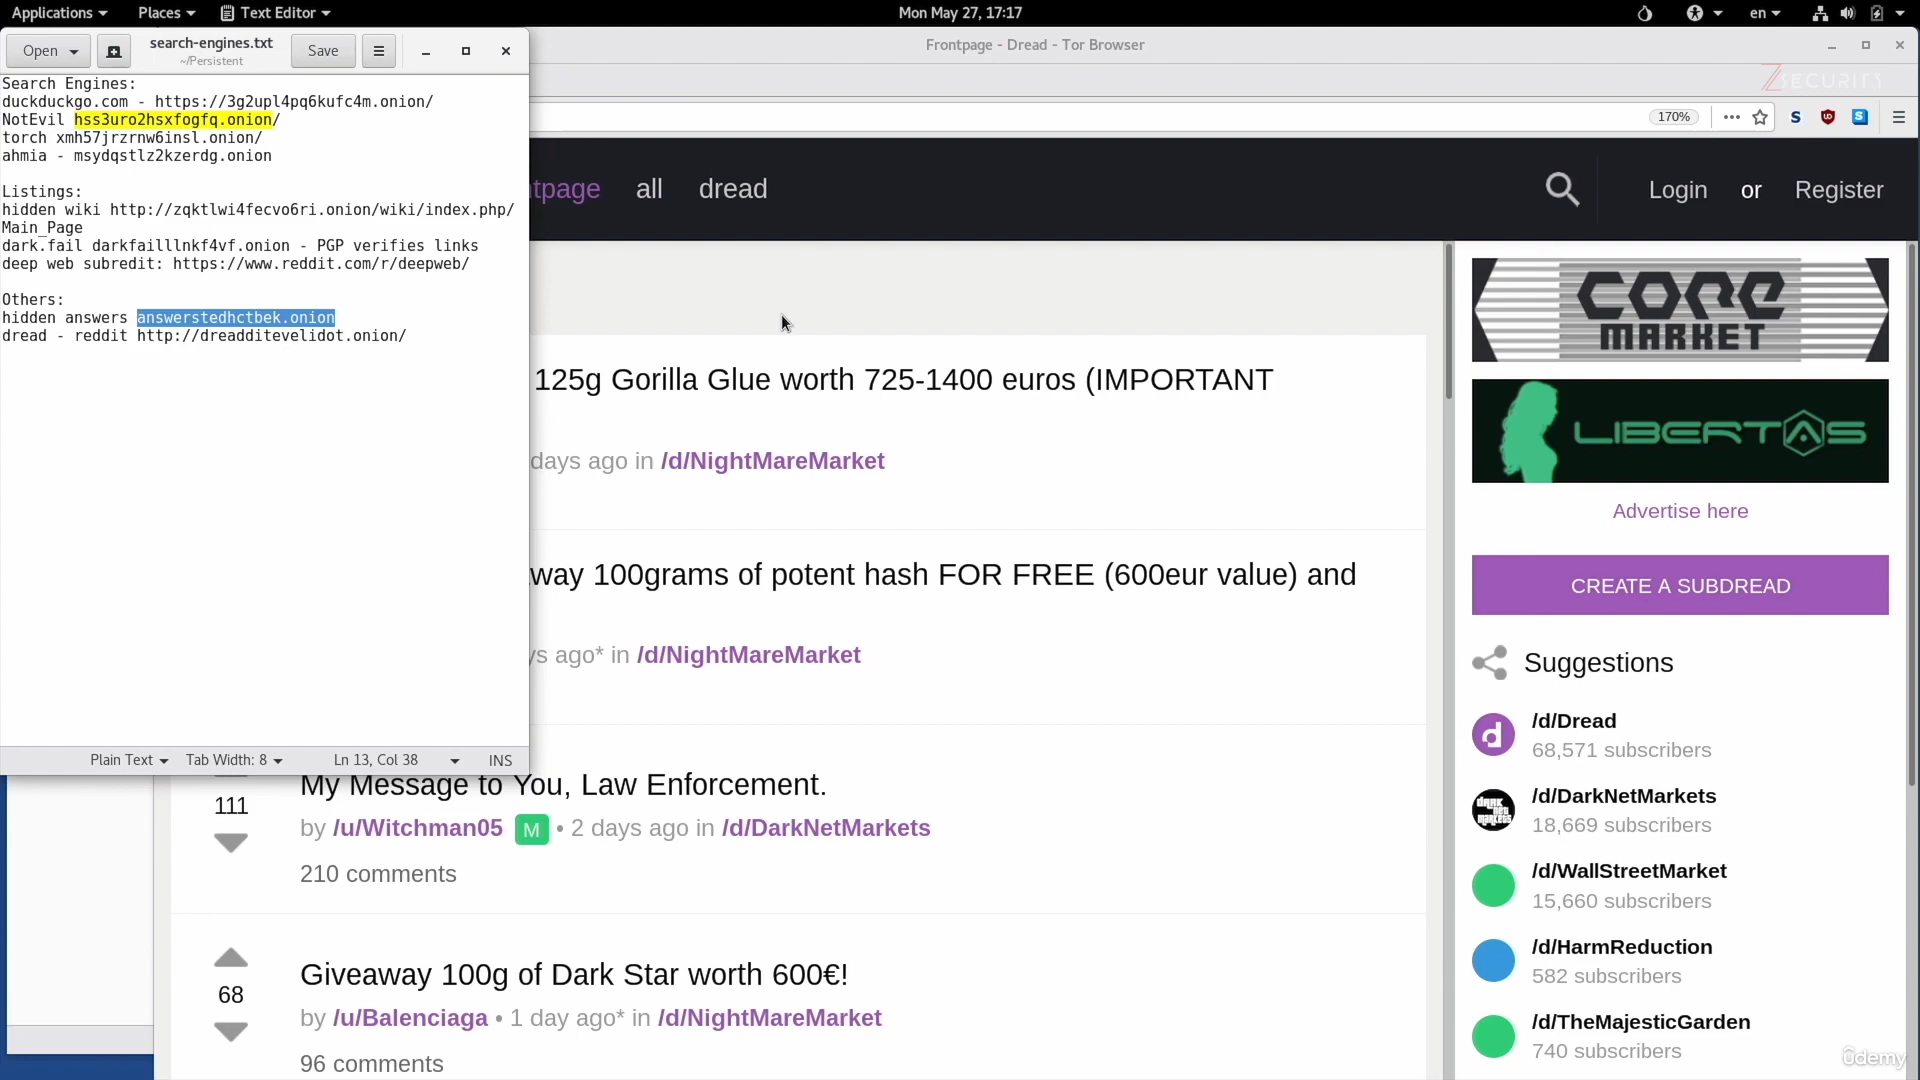 Applications
Places
Text Editor
Mon May 27, 17:17
en
Open
search-engines.txt
~/Persistent
Save
Search Engines:
duckduckgo.com - https://3g2upl4pq6kufc4m.onion/
NotEvil hss3uro2hsxfogfq.onion/
torch xmh57jrzrnw6insl.onion/
ahmia - msydqstlz2kzerdg.onion
Listings:
hidden wiki http://zqktlwi4fecvo6ri.onion/wiki/index.php/
Main_Page
dark.fail darkfailllnkf4vf.onion - PGP verifies links
deep web subredit: https://www.reddit.com/r/deepweb/
Others:
hidden answers answerstedhctbek.onion
dread - reddit http://dreadditevelidot.onion/
Plain Text
Tab Width: 8
Ln 13, Col 38
INS
Frontpage - Dread - Tor Browser
ZSECURITY
170%
ntpage
all
dread
Login or Register
125g Gorilla Glue worth 725-1400 euros (IMPORTANT
days ago in /d/NightMareMarket
way 100grams of potent hash FOR FREE (600eur value) and
ys ago* in /d/NightMareMarket
My Message to You, Law Enforcement.
111
by /u/Witchman05 M • 2 days ago in /d/DarkNetMarkets
210 comments
Giveaway 100g of Dark Star worth 600€!
68
by /u/Balenciaga • 1 day ago* in /d/NightMareMarket
96 comments
CORE
MARKET
LIBERTAS
Advertise here
CREATE A SUBDREAD
Suggestions
/d/Dread
68,571 subscribers
/d/DarkNetMarkets
18,669 subscribers
/d/WallStreetMarket
15,660 subscribers
/d/HarmReduction
582 subscribers
/d/TheMajesticGarden
740 subscribers
ûdemy